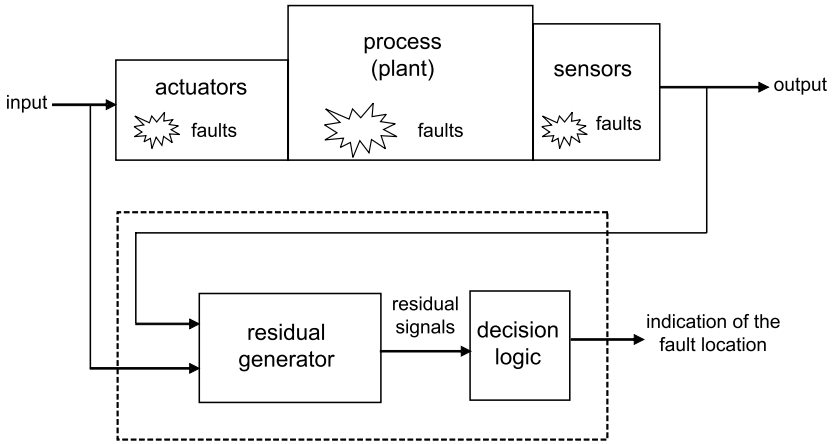 process
(plant)
sensors
actuators
input
output
faults
faults
faults
residual
signals
residual
generator
decision
logic
indication of the
fault location